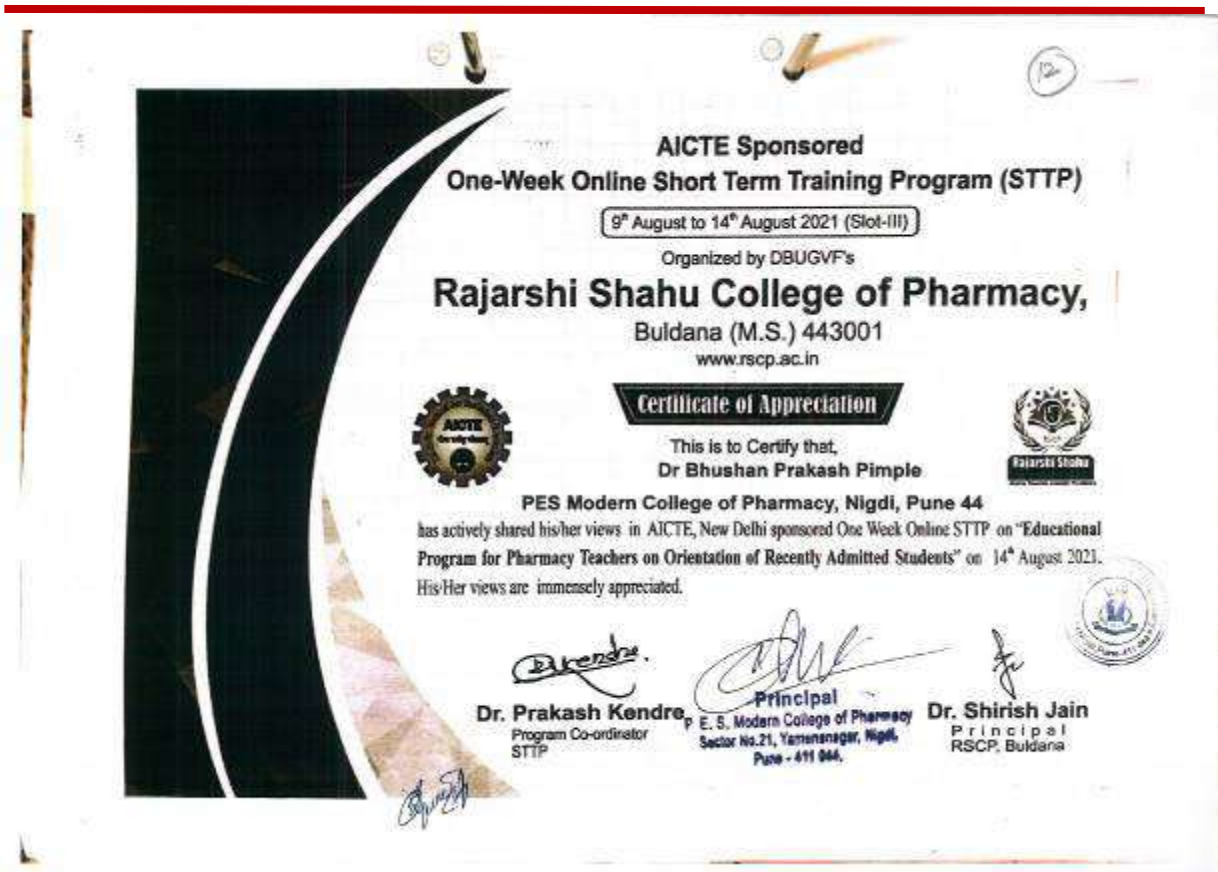 12
AICTE Sponsored
One-Week Online Short Term Training Program (STTP)
9th August to 14th August 2021 (Slot-III)
Organized by DBUGVF's
Rajarshi Shahu College of Pharmacy,
Buldana (M.S.) 443001
www.rscp.ac.in
AICTE
Certificate of Appreciation
Rajarshi Shahu
This is to Certify that,
Dr Bhushan Prakash Pimple
PES Modern College of Pharmacy, Nigdi, Pune 44
has actively shared his/her views in AICTE, New Delhi sponsored One Week Online STTP on "Educational
Program for Pharmacy Teachers on Orientation of Recently Admitted Students" on 14th August 2021.
His/Her views are immensely appreciated.
Dr. Prakash Kendre
Program Co-ordinator
STTP
Principal
P. E. S. Modern College of Pharmacy
Sector No.21, Yamunanagar, Nigdi,
Pune - 411 044.
Dr. Shirish Jain
Principal
RSCP, Buldana